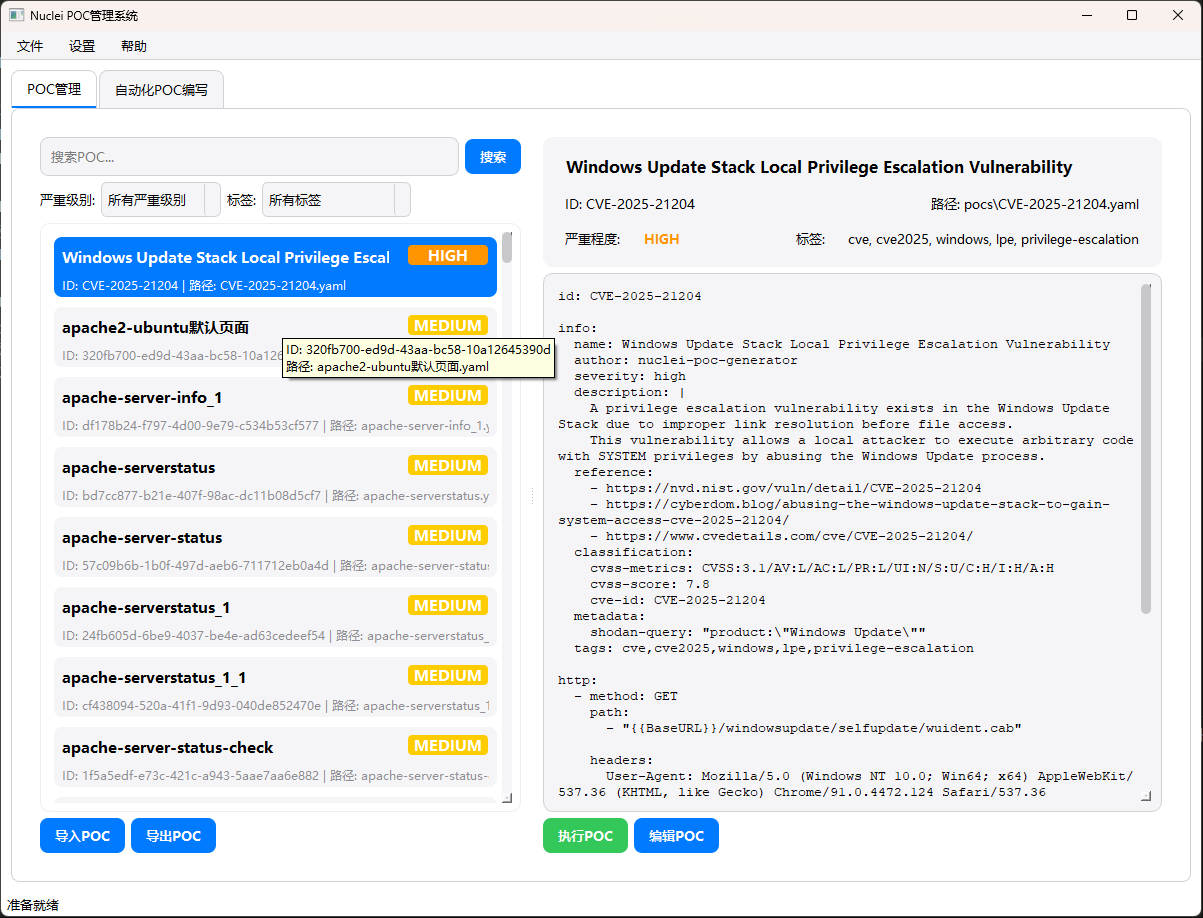 Nuclei POC管理系统
文件 设置 帮助
POC管理 自动化POC编写
搜索POC...
搜索
严重级别: 所有严重级别 标签: 所有标签
Windows Update Stack Local Privilege Escal
HIGH
ID: CVE-2025-21204 | 路径: CVE-2025-21204.yaml
apache2-ubuntu默认页面
MEDIUM
ID: 320fb700-ed9d-43aa-bc58-10a126
ID: 320fb700-ed9d-43aa-bc58-10a12645390d
路径: apache2-ubuntu默认页面.yaml
apache-server-info_1
MEDIUM
ID: df178b24-f797-4d00-9e79-c534b53cf577 | 路径: apache-server-info_1.y
apache-serverstatus
MEDIUM
ID: bd7cc877-b21e-407f-98ac-dc11b08d5cf7 | 路径: apache-serverstatus.y
apache-server-status
MEDIUM
ID: 57c09b6b-1b0f-497d-aeb6-711712eb0a4d | 路径: apache-server-statu
apache-serverstatus_1
MEDIUM
ID: 24fb605d-6be9-4037-be4e-ad63cedeef54 | 路径: apache-serverstatus_
apache-serverstatus_1_1
MEDIUM
ID: cf438094-520a-41f1-9d93-040de852470e | 路径: apache-serverstatus_1
apache-server-status-check
MEDIUM
ID: 1f5a5edf-e73c-421c-a943-5aae7aa6e882 | 路径: apache-server-status-
导入POC 导出POC
Windows Update Stack Local Privilege Escalation Vulnerability
ID: CVE-2025-21204 路径: pocs\CVE-2025-21204.yaml
严重程度: HIGH 标签: cve, cve2025, windows, lpe, privilege-escalation
id: CVE-2025-21204
info:
name: Windows Update Stack Local Privilege Escalation Vulnerability
author: nuclei-poc-generator
severity: high
description: |
A privilege escalation vulnerability exists in the Windows Update
Stack due to improper link resolution before file access.
This vulnerability allows a local attacker to execute arbitrary code
with SYSTEM privileges by abusing the Windows Update process.
reference:
- https://nvd.nist.gov/vuln/detail/CVE-2025-21204
- https://cyberdom.blog/abusing-the-windows-update-stack-to-gain-
system-access-cve-2025-21204/
- https://www.cvedetails.com/cve/CVE-2025-21204/
classification:
cvss-metrics: CVSS:3.1/AV:L/AC:L/PR:L/UI:N/S:U/C:H/I:H/A:H
cvss-score: 7.8
cve-id: CVE-2025-21204
metadata:
shodan-query: "product:\"Windows Update\""
tags: cve,cve2025,windows,lpe,privilege-escalation
http:
- method: GET
path:
- "{{BaseURL}}/windowsupdate/selfupdate/wuident.cab"
headers:
User-Agent: Mozilla/5.0 (Windows NT 10.0; Win64; x64) AppleWebKit/
537.36 (KHTML, like Gecko) Chrome/91.0.4472.124 Safari/537.36
执行POC 编辑POC
准备就绪